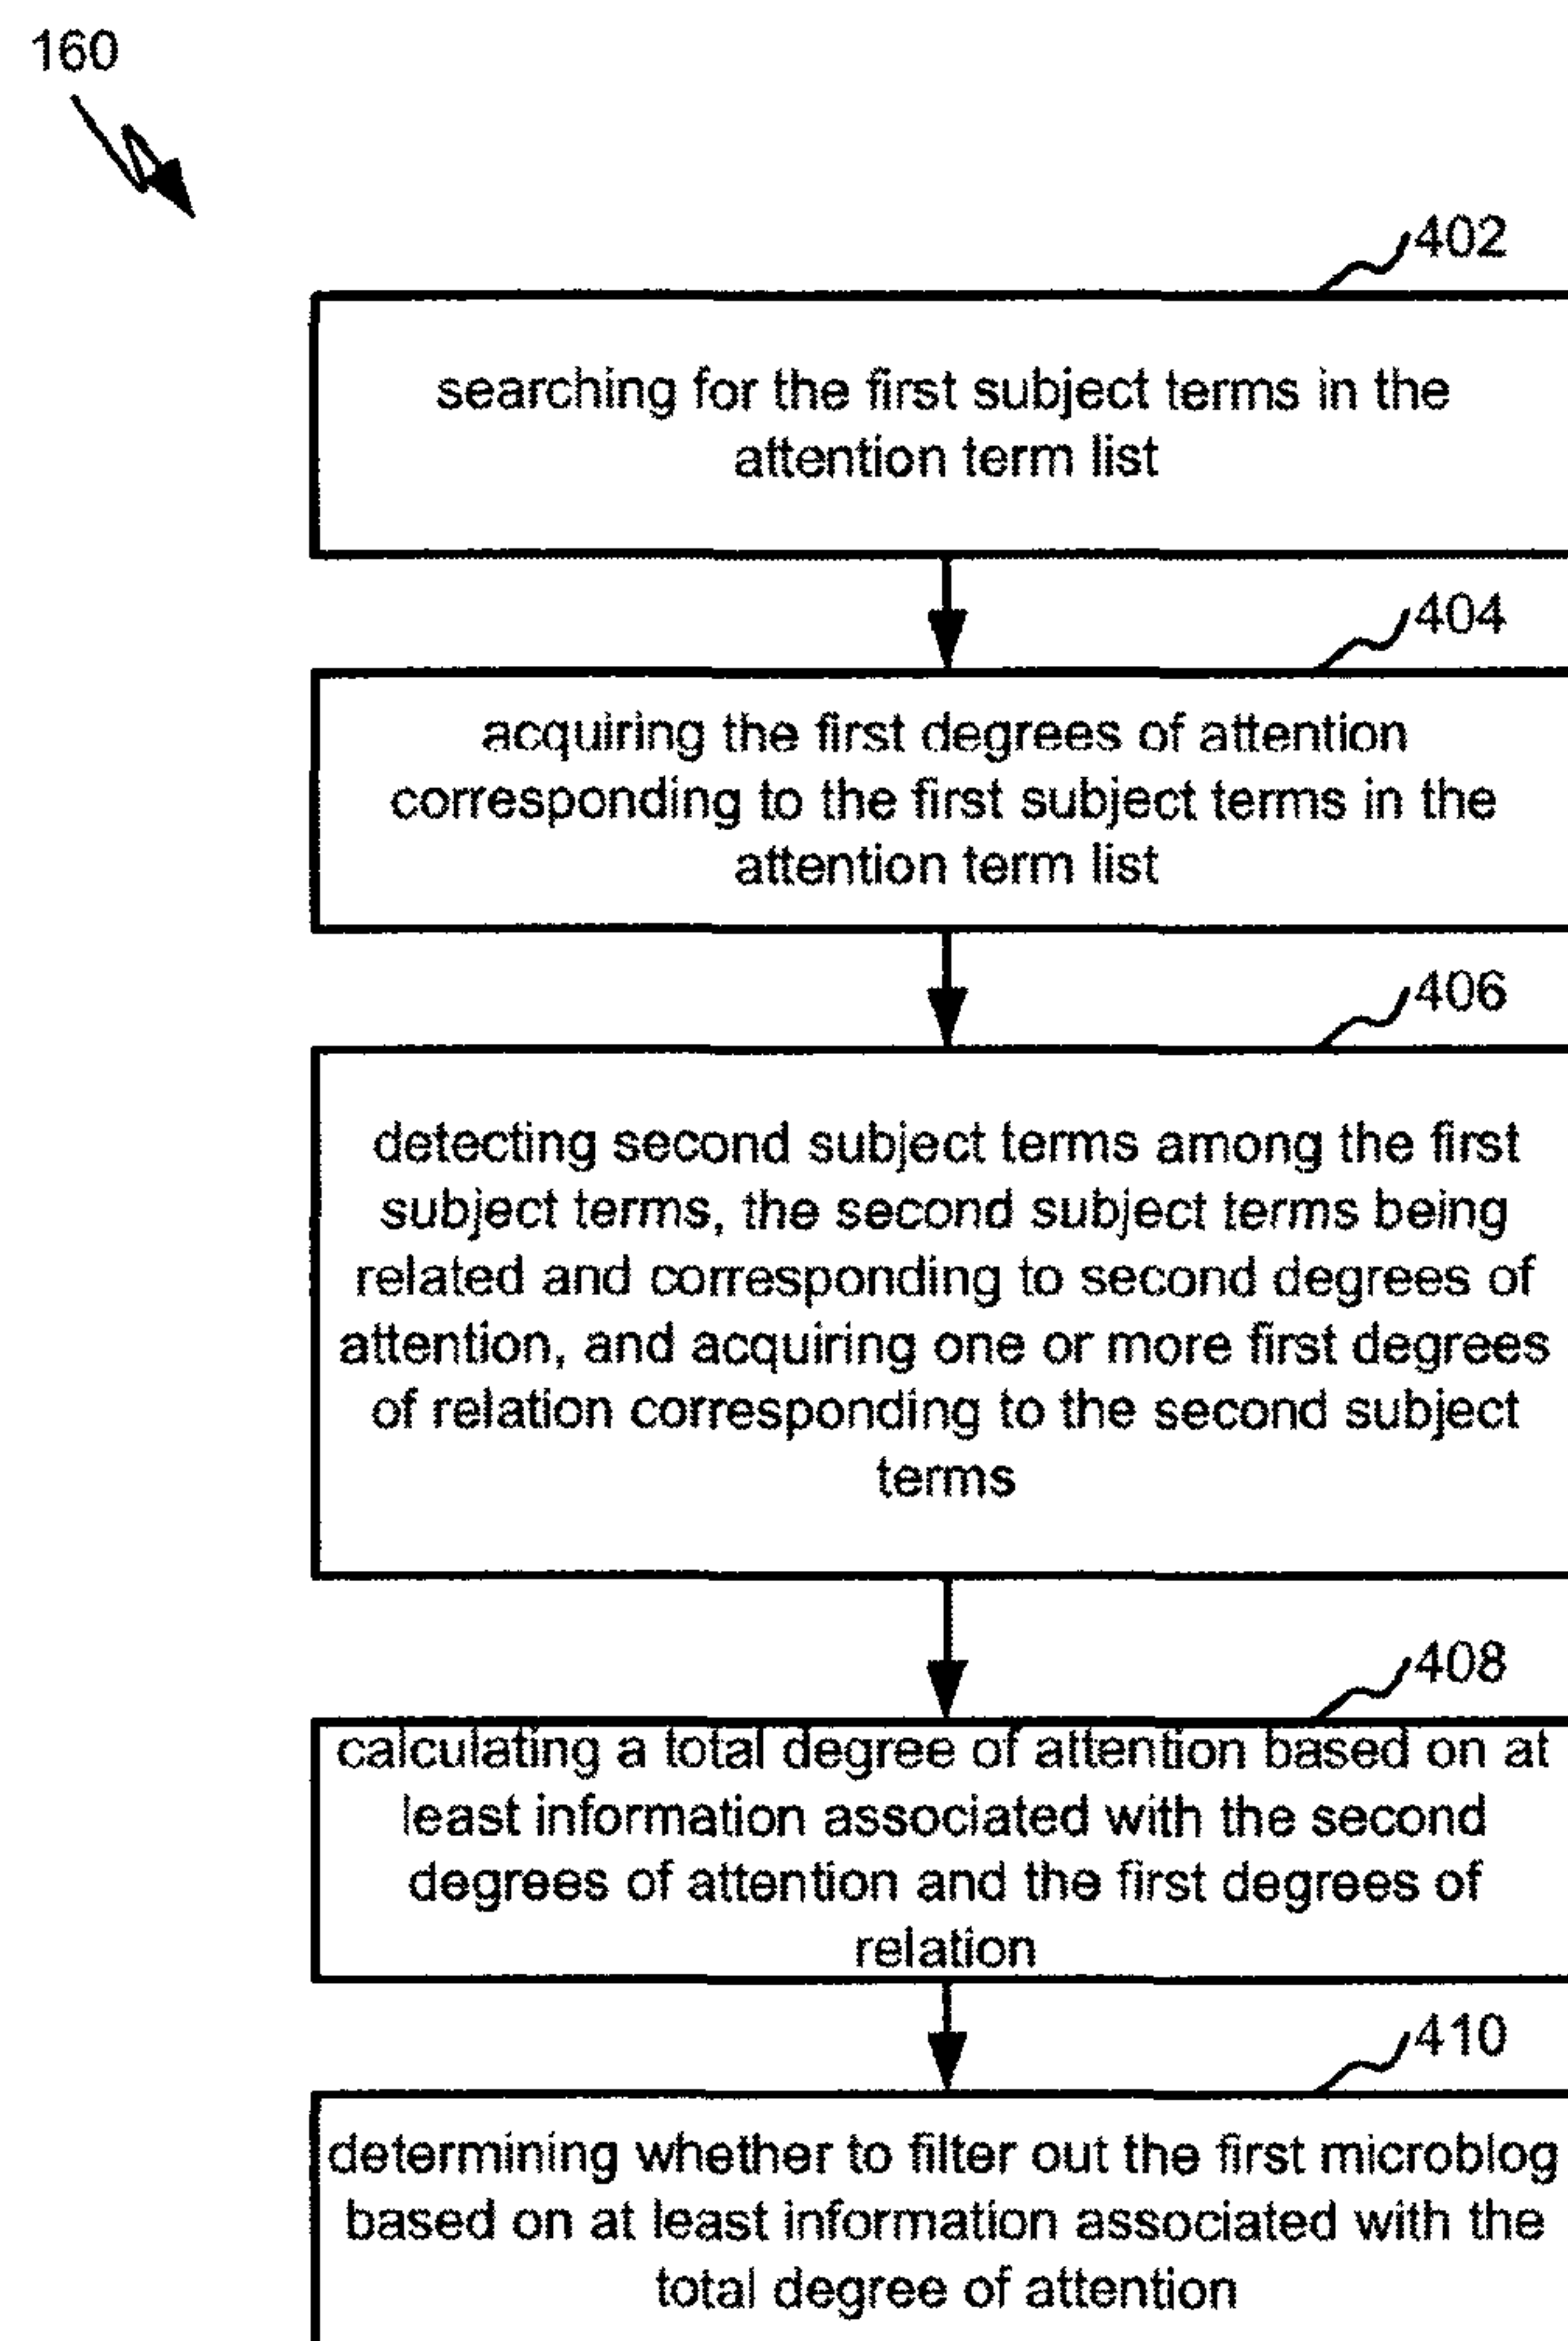 160
402
searching for the first subject terms in the
attention term list
404
acquiring the first degrees of attention
corresponding to the first subject terms in the
attention term list
406
detecting second subject terms among the first
subject terms, the second subject terms being
related and corresponding to second degrees of
attention, and acquiring one or more first degrees
of relation corresponding to the second subject
terms
408
calculating a total degree of attention based on at
least information associated with the second
degrees of attention and the first degrees of
relation
410
determining whether to filter out the first microblog
based on at least information associated with the
total degree of attention